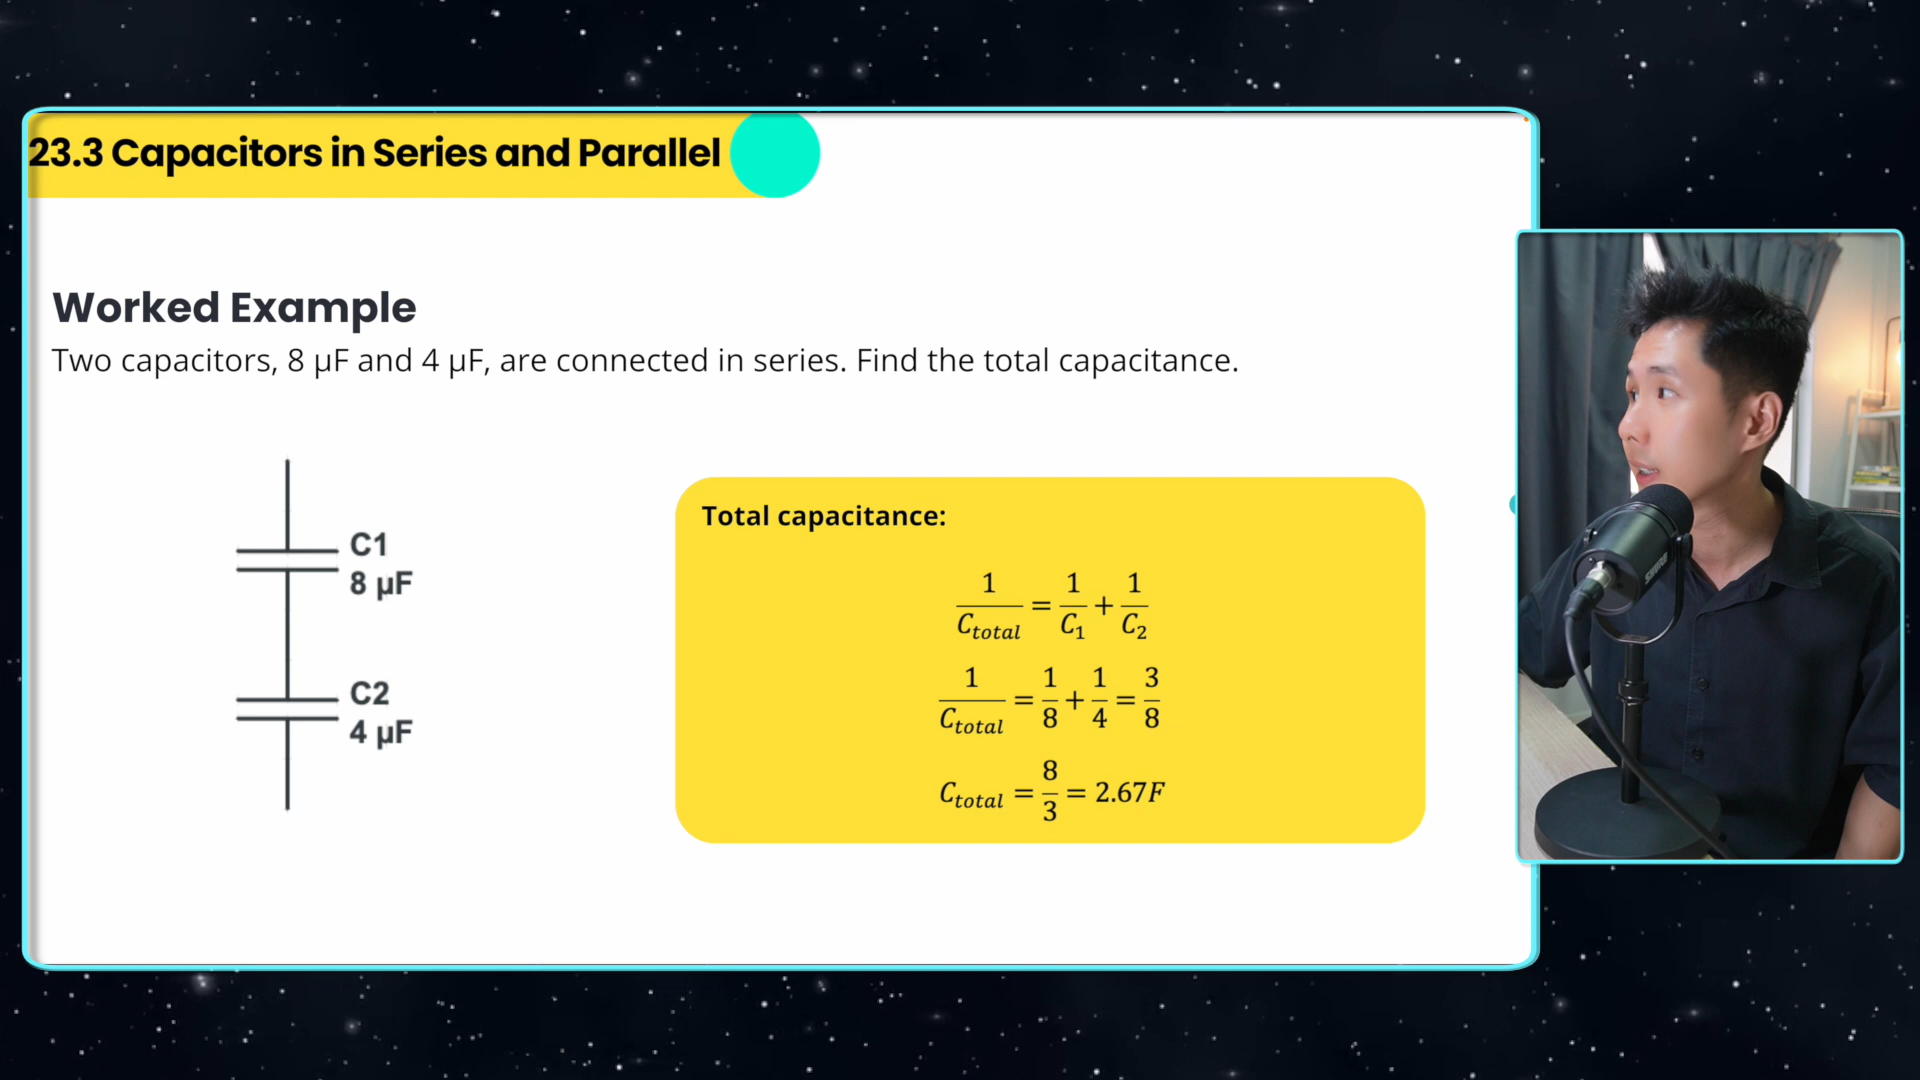 23.3 Capacitors in Series and Parallel
Worked Example
Two capacitors, 8 µF and 4 µF, are connected in series. Find the total capacitance.
C1
8 µF
C2
4 µF
Total capacitance:
1/C_total = 1/C_1 + 1/C_2
1/C_total = 1/8 + 1/4 = 3/8
C_total = 8/3 = 2.67F
SHURE